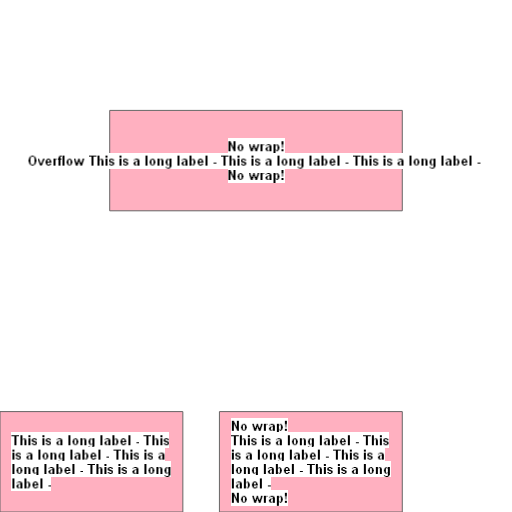 No wrap!
Overflow This is a long label - This is a long label - This is a long label -
No wrap!
This is a long label - This
is a long label - This is a
long label - This is a long
label -
No wrap!
This is a long label - This
is a long label - This is a
long label - This is a long
label -
No wrap!